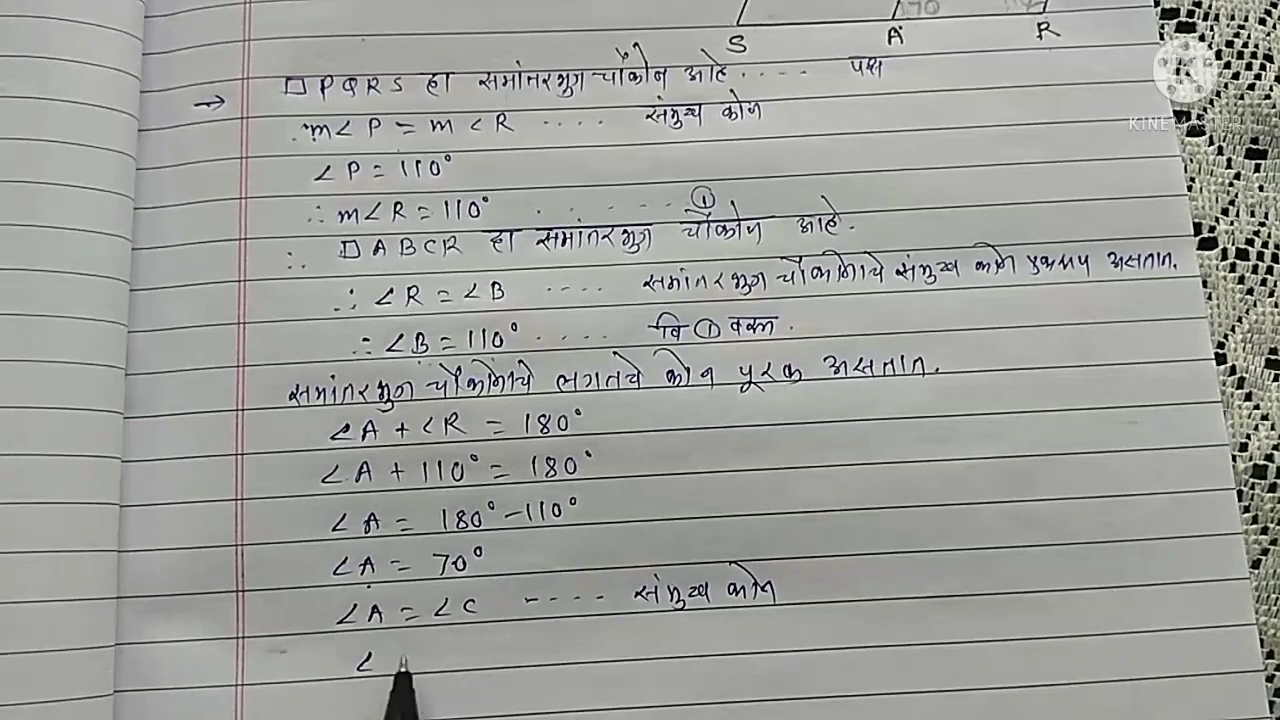 S A R
□PQRS हा समांतरभुज चौकोन आहे.... पक्ष
∴ m∠P = m∠R .... संमुख कोन
∠P = 110°
∴ m∠R = 110° ........ ①
∴ □ABCR हा समांतरभुज चौकोन आहे.
∴ ∠R = ∠B .... समांतरभुज चौकोनाचे संमुख कोन एकरूप असतात.
∴ ∠B = 110° .... वि ① वरून.
समांतरभुज चौकोनाचे लगतचे कोन पूरक असतात.
∠A + ∠R = 180°
∠A + 110° = 180°
∠A = 180° - 110°
∠A = 70°
∠A = ∠C ---- संमुख कोन
∠
KINEMASTER